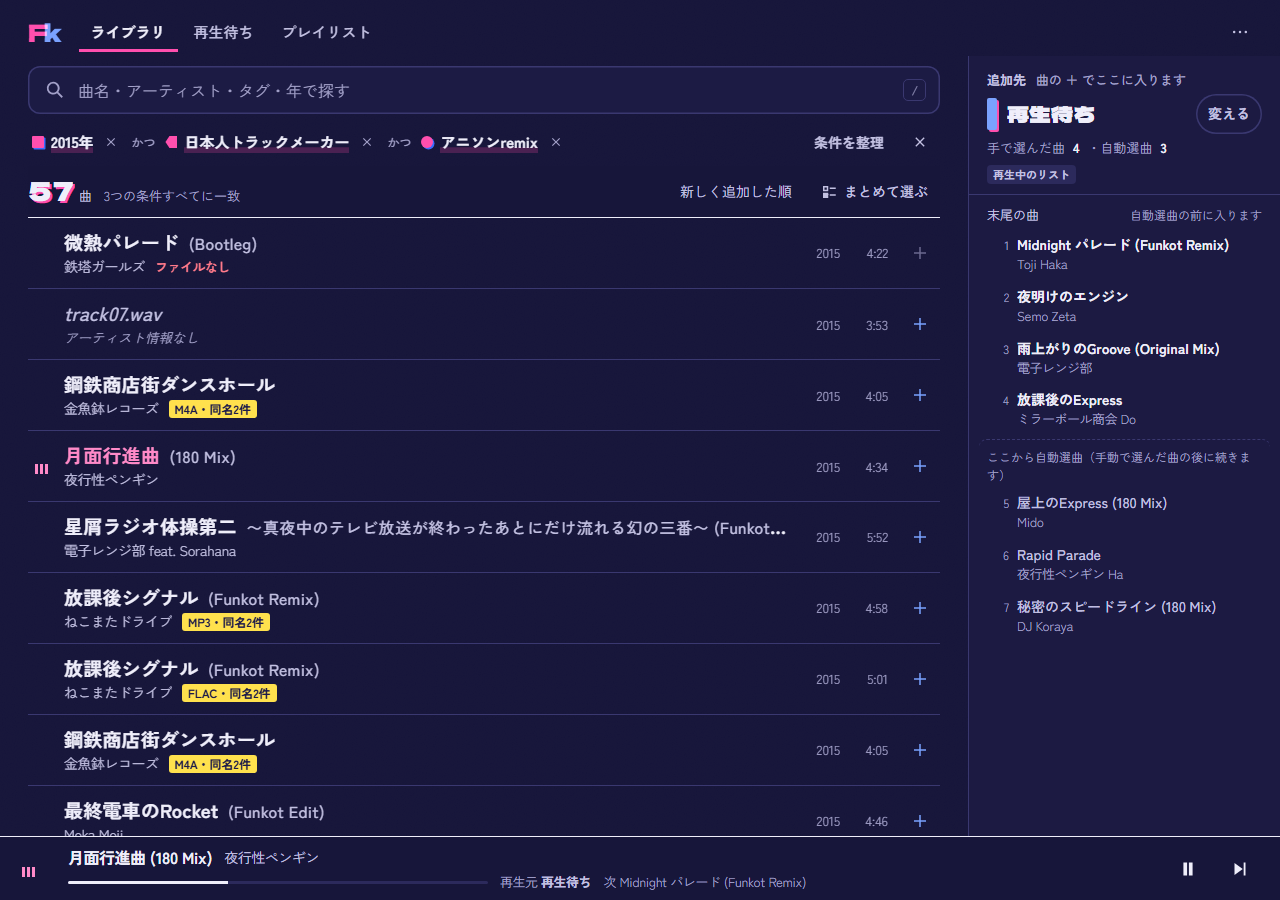 Fk ライブラリ 再生待ち プレイリスト …
曲名・アーティスト・タグ・年で探す /
2015年 × かつ 日本人トラックメーカー × かつ アニソンremix × 条件を整理 ×
57 曲 3つの条件すべてに一致 新しく追加した順 まとめて選ぶ
微熱パレード (Bootleg)
鉄塔ガールズ ファイルなし
2015 4:22 +
track07.wav
アーティスト情報なし
2015 3:53 +
鋼鉄商店街ダンスホール
金魚鉢レコーズ M4A・同名2件
2015 4:05 +
月面行進曲 (180 Mix)
夜行性ペンギン
2015 4:34 +
星屑ラジオ体操第二 〜真夜中のテレビ放送が終わったあとにだけ流れる幻の三番〜 (Funkot…
電子レンジ部 feat. Sorahana
2015 5:52 +
放課後シグナル (Funkot Remix)
ねこまたドライブ MP3・同名2件
2015 4:58 +
放課後シグナル (Funkot Remix)
ねこまたドライブ FLAC・同名2件
2015 5:01 +
鋼鉄商店街ダンスホール
金魚鉢レコーズ M4A・同名2件
2015 4:05 +
最終電車のRocket (Funkot Edit)
Moka Moji
2015 4:46 +
追加先 曲の + でここに入ります
再生待ち 変える
手で選んだ曲 4 ・自動選曲 3
再生中のリスト
末尾の曲 自動選曲の前に入ります
1 Midnight パレード (Funkot Remix)
Toji Haka
2 夜明けのエンジン
Semo Zeta
3 雨上がりのGroove (Original Mix)
電子レンジ部
4 放課後のExpress
ミラーボール商会 Do
ここから自動選曲（手動で選んだ曲の後に続きま
す）
5 屋上のExpress (180 Mix)
Mido
6 Rapid Parade
夜行性ペンギン Ha
7 秘密のスピードライン (180 Mix)
DJ Koraya
月面行進曲 (180 Mix) 夜行性ペンギン
再生元 再生待ち 次 Midnight パレード (Funkot Remix)